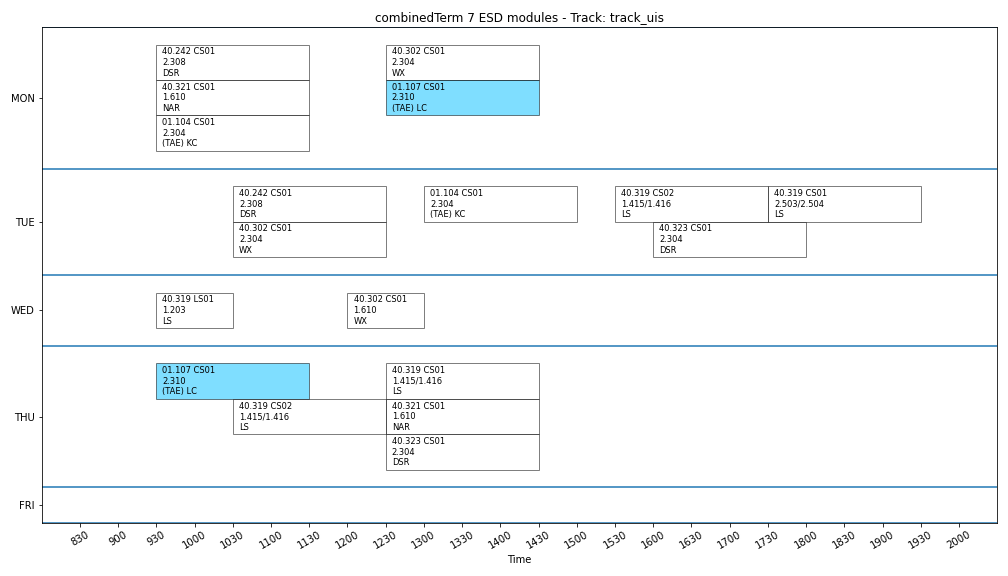 combinedTerm 7 ESD modules - Track: track_uis
MON
40.242 CS01
2.308
DSR
40.321 CS01
1.610
NAR
01.104 CS01
2.304
(TAE) KC
40.302 CS01
2.304
WX
01.107 CS01
2.310
(TAE) LC
TUE
40.242 CS01
2.308
DSR
40.302 CS01
2.304
WX
01.104 CS01
2.304
(TAE) KC
40.319 CS02
1.415/1.416
LS
40.323 CS01
2.304
DSR
40.319 CS01
2.503/2.504
LS
WED
40.319 LS01
1.203
LS
40.302 CS01
1.610
WX
THU
01.107 CS01
2.310
(TAE) LC
40.319 CS02
1.415/1.416
LS
40.319 CS01
1.415/1.416
LS
40.321 CS01
1.610
NAR
40.323 CS01
2.304
DSR
FRI
830 900 930 1000 1030 1100 1130 1200 1230 1300 1330 1400 1430 1500 1530 1600 1630 1700 1730 1800 1830 1900 1930 2000
Time